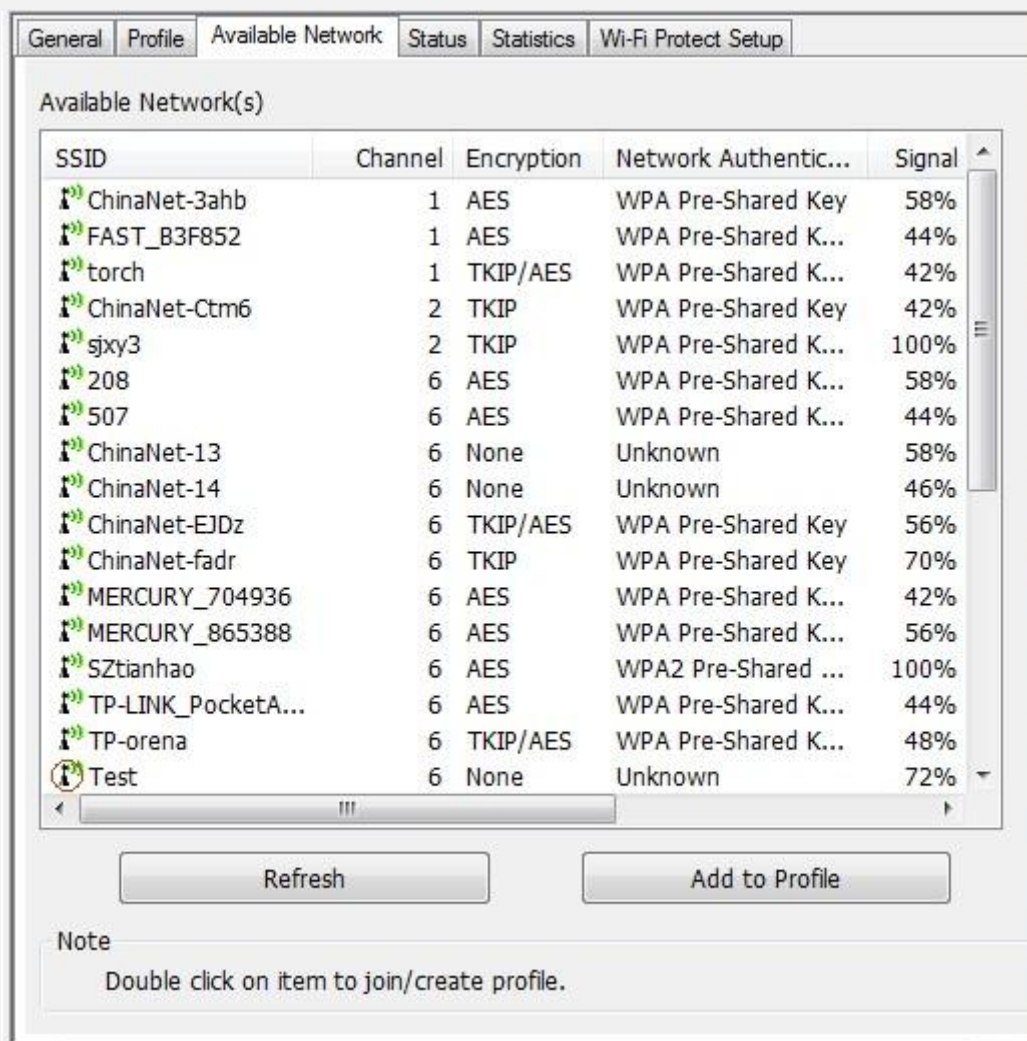 General Profile Available Network Status Statistics Wi-Fi Protect Setup
Available Network(s)
SSID Channel Encryption Network Authentic... Signal
ChinaNet-3ahb 1 AES WPA Pre-Shared Key 58%
FAST_B3F852 1 AES WPA Pre-Shared K... 44%
torch 1 TKIP/AES WPA Pre-Shared K... 42%
ChinaNet-Ctm6 2 TKIP WPA Pre-Shared Key 42%
sjxy3 2 TKIP WPA Pre-Shared K... 100%
208 6 AES WPA Pre-Shared K... 58%
507 6 AES WPA Pre-Shared K... 44%
ChinaNet-13 6 None Unknown 58%
ChinaNet-14 6 None Unknown 46%
ChinaNet-EJDz 6 TKIP/AES WPA Pre-Shared Key 56%
ChinaNet-fadr 6 TKIP WPA Pre-Shared Key 70%
MERCURY_704936 6 AES WPA Pre-Shared K... 42%
MERCURY_865388 6 AES WPA Pre-Shared K... 56%
SZtianhao 6 AES WPA2 Pre-Shared ... 100%
TP-LINK_PocketA... 6 AES WPA Pre-Shared K... 44%
TP-orena 6 TKIP/AES WPA Pre-Shared K... 48%
Test 6 None Unknown 72%
Refresh Add to Profile
Note
Double click on item to join/create profile.